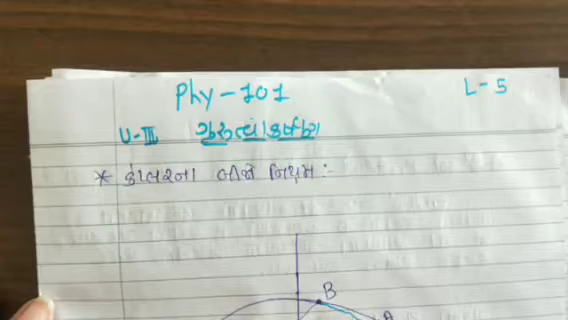 Phy-101
L-5
U-III ગુરુત્વાકર્ષણ
* કેપ્લરના બીજો નિયમ :-
B
A